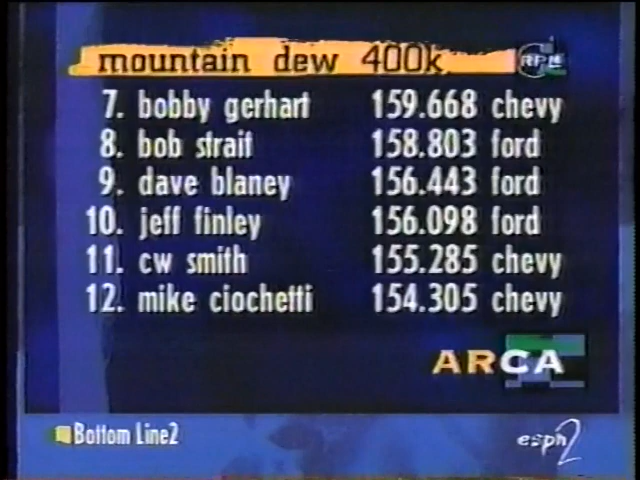 mountain dew 400k
7. bobby gerhart 159.668 chevy
8. bob strait 158.803 ford
9. dave blaney 156.443 ford
10. jeff finley 156.098 ford
11. cw smith 155.285 chevy
12. mike ciochetti 154.305 chevy
ARCA
Bottom Line2
espn2